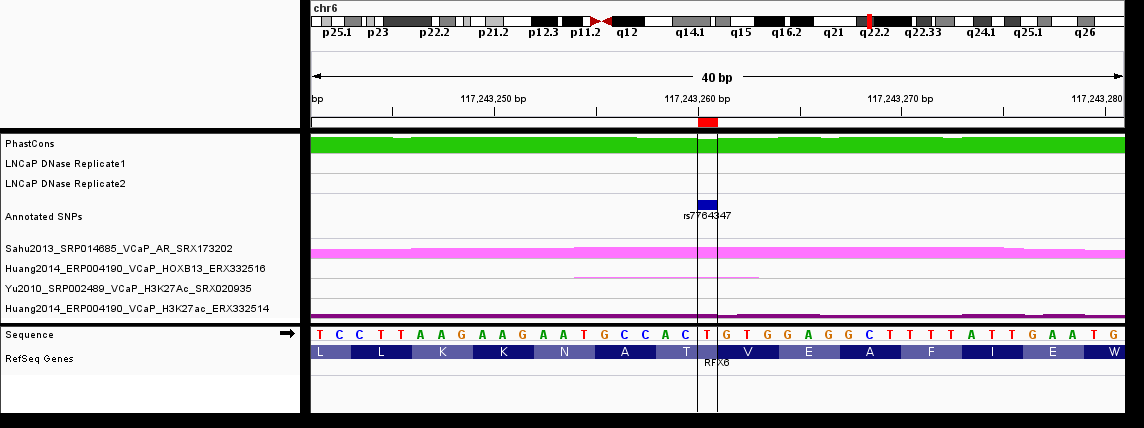 chr6
p25.1 p23 p22.2 p21.2 p12.3 p11.2 q12 q14.1 q15 q16.2 q21 q22.2 q22.33 q24.1 q25.1 q26
40 bp
bp 117,243,250 bp 117,243,260 bp 117,243,270 bp 117,243,280
PhastCons
LNCaP DNase Replicate1
LNCaP DNase Replicate2
Annotated SNPs
rs7764347
Sahu2013_SRP014685_VCaP_AR_SRX173202
Huang2014_ERP004190_VCaP_HOXB13_ERX332516
Yu2010_SRP002489_VCaP_H3K27Ac_SRX020935
Huang2014_ERP004190_VCaP_H3K27ac_ERX332514
Sequence T C C T T A A G A A G A A T G C C A C T G T G G A G G C T T T T A T T G A A T G
RefSeq Genes L L K K N A T V E A F I E W
RFX6